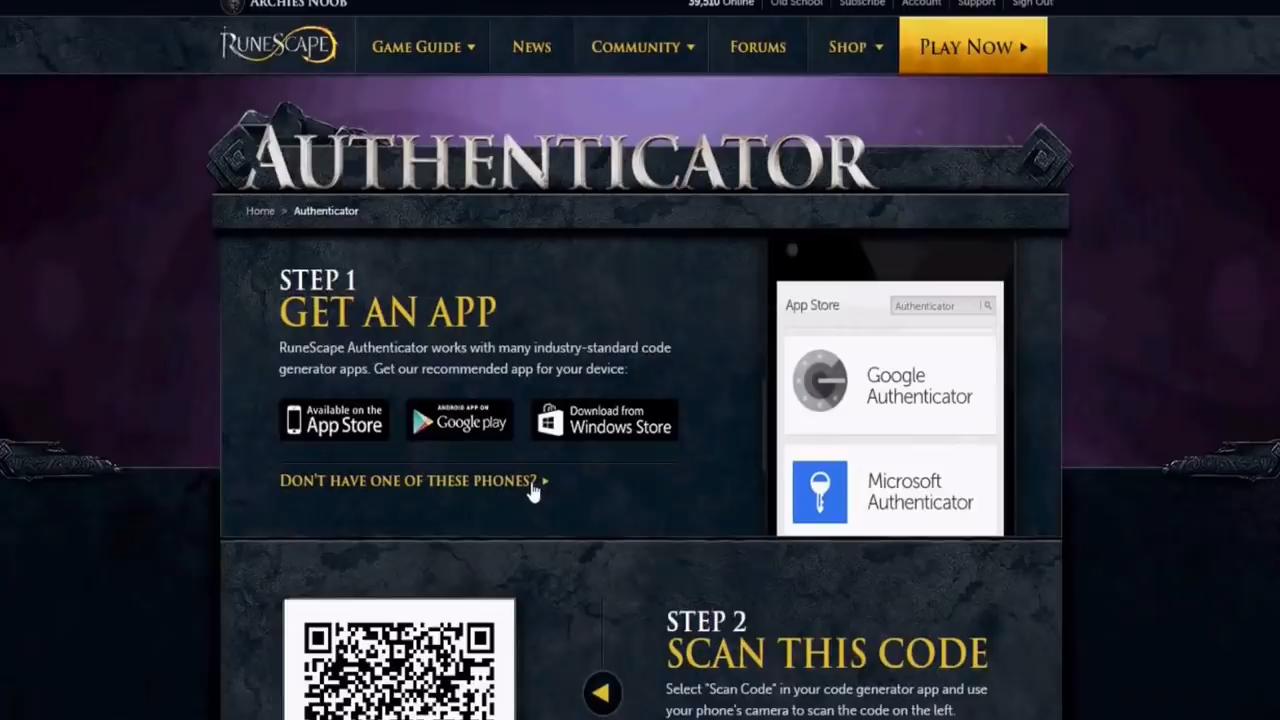 ARCHIES NOOB
39,510 Online Old School Subscribe Account Support Sign Out
RUNESCAPE GAME GUIDE NEWS COMMUNITY FORUMS SHOP PLAY NOW
AUTHENTICATOR
Home > Authenticator
STEP 1
GET AN APP
RuneScape Authenticator works with many industry-standard code
generator apps. Get our recommended app for your device:
Available on the
App Store
ANDROID APP ON
Google play
Download from
Windows Store
DON'T HAVE ONE OF THESE PHONES?
App Store Authenticator
Google
Authenticator
Microsoft
Authenticator
STEP 2
SCAN THIS CODE
Select "Scan Code" in your code generator app and use
your phone's camera to scan the code on the left.